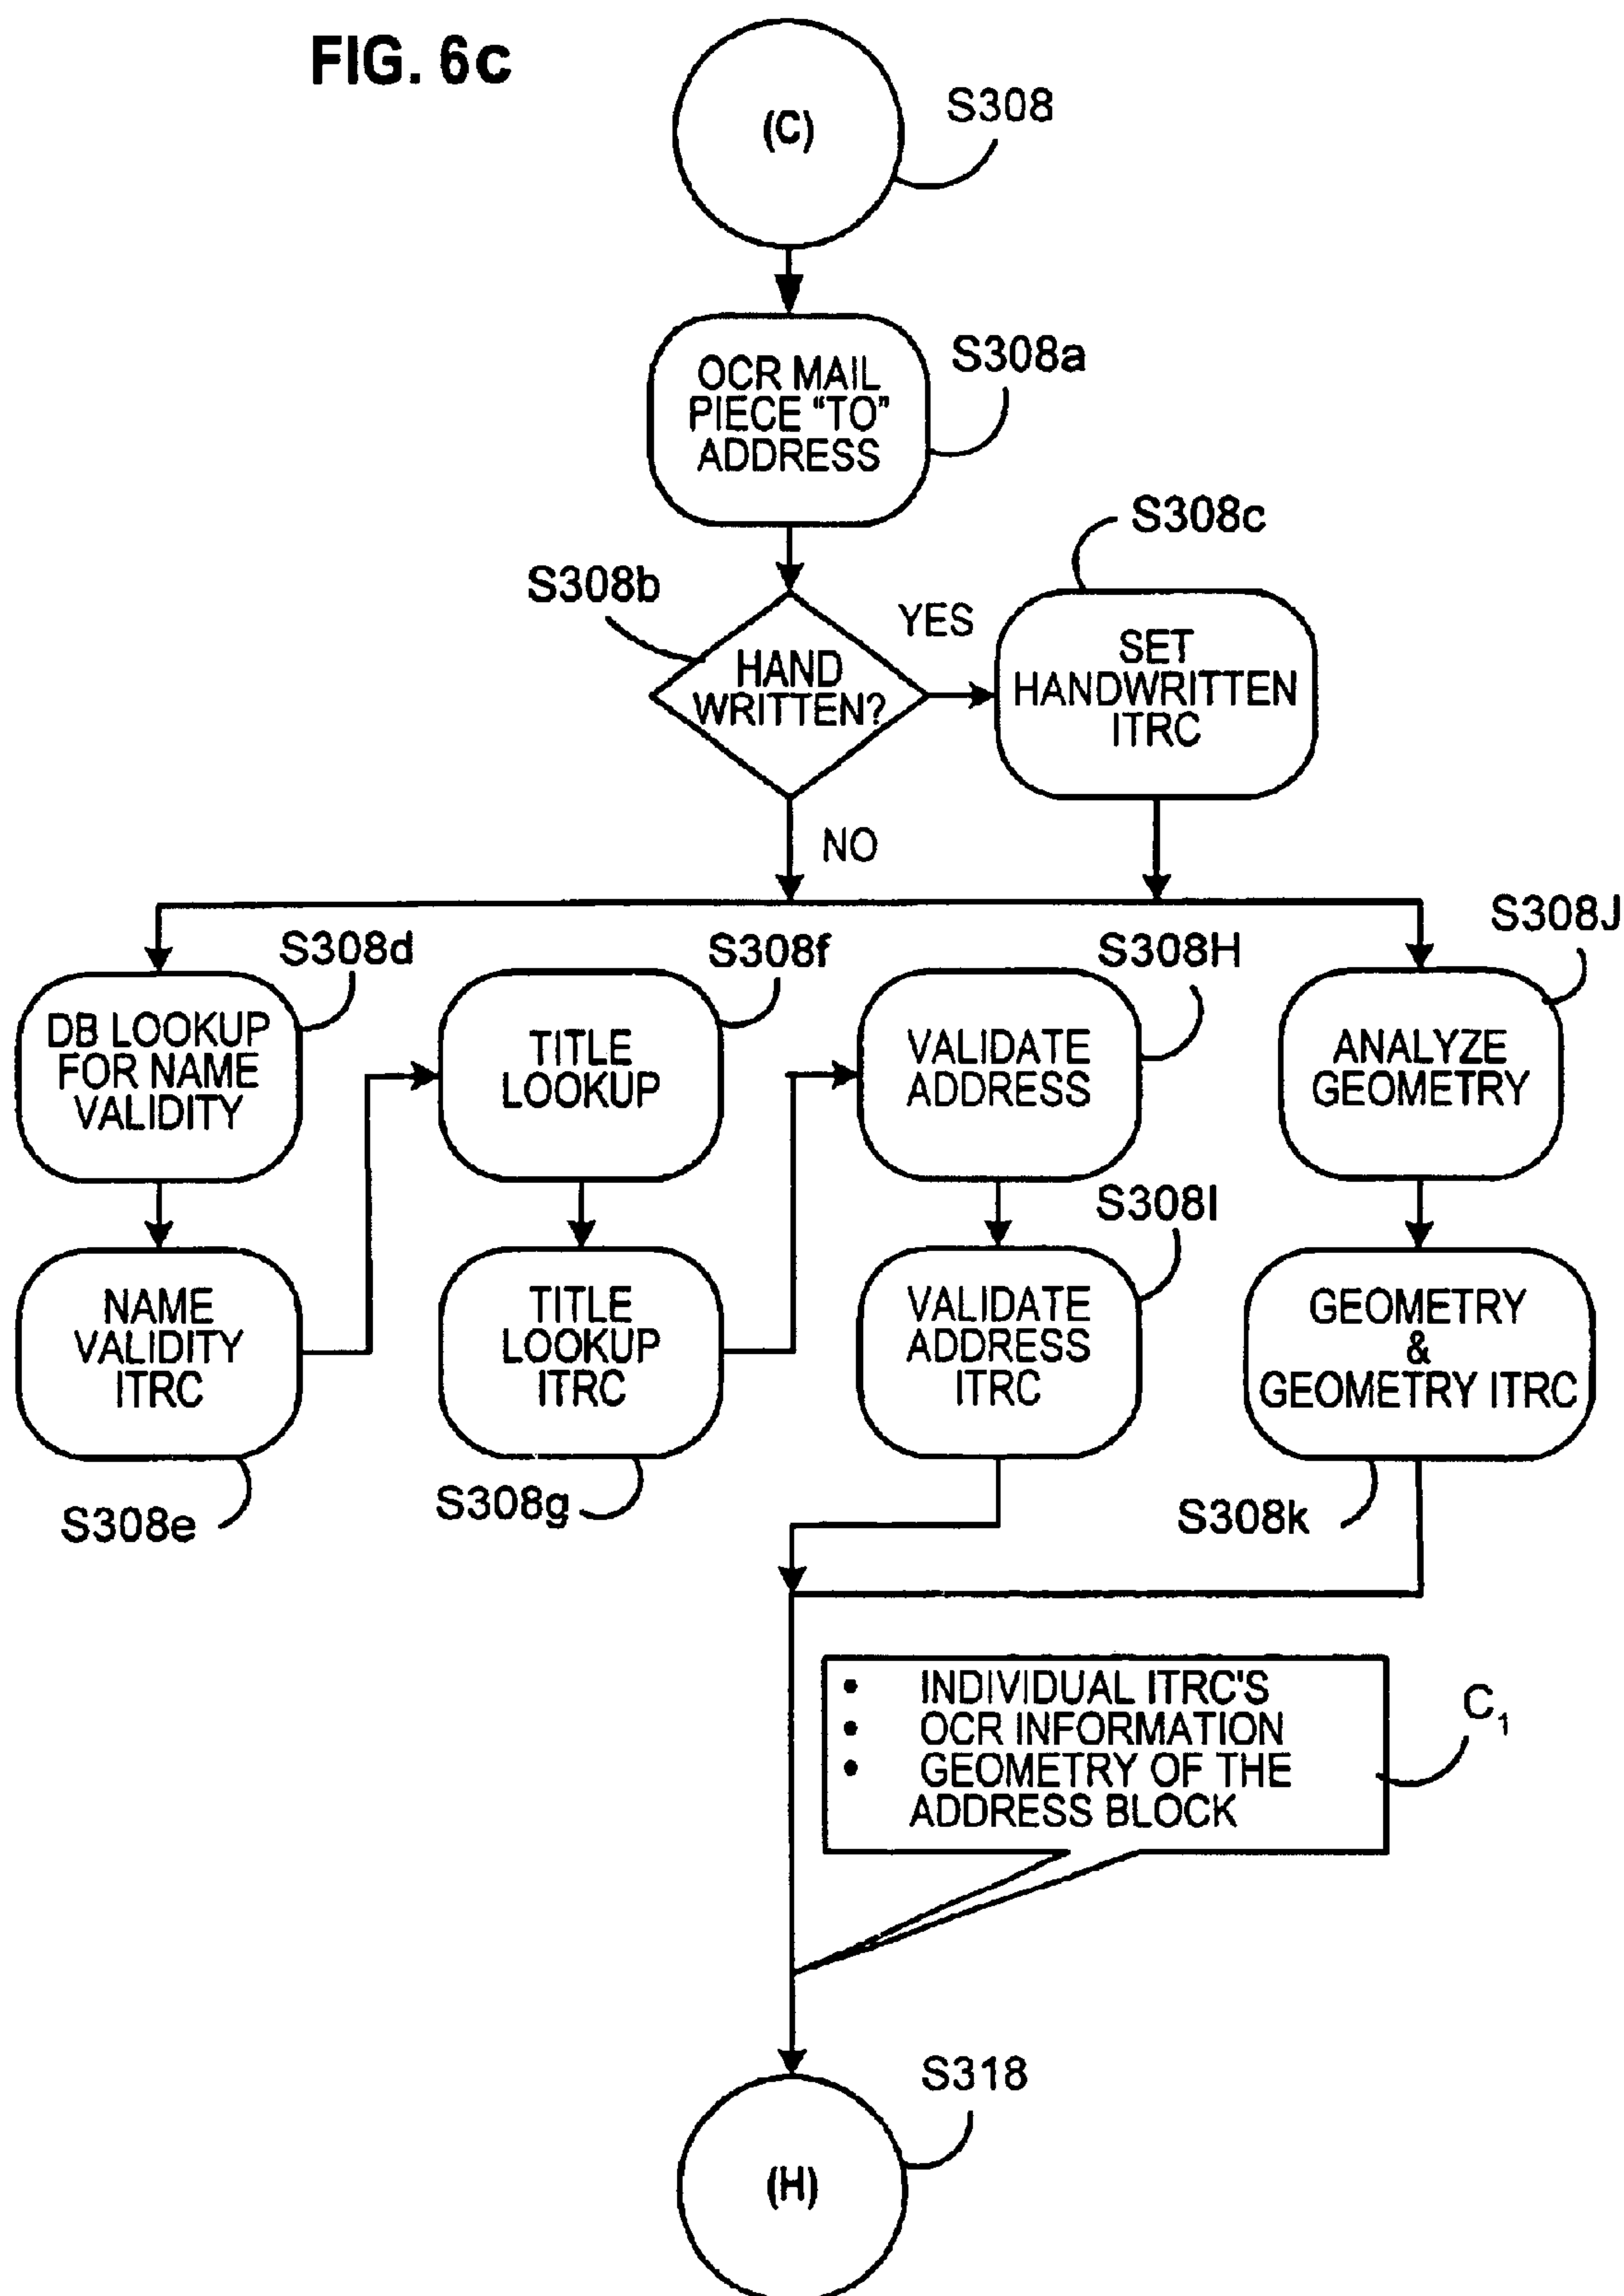 FIG. 6c
(C)
S308
OCR MAIL
PIECE “TO”
ADDRESS
S308a
HAND
WRITTEN?
S308b
YES
NO
SET
HANDWRITTEN
ITRC
S308c
DB LOOKUP
FOR NAME
VALIDITY
S308d
NAME
VALIDITY
ITRC
S308e
TITLE
LOOKUP
S308f
TITLE
LOOKUP
ITRC
S308g
VALIDATE
ADDRESS
S308H
VALIDATE
ADDRESS
ITRC
S308I
ANALYZE
GEOMETRY
S308J
GEOMETRY
&
GEOMETRY ITRC
S308k
• INDIVIDUAL ITRC'S
• OCR INFORMATION
• GEOMETRY OF THE
ADDRESS BLOCK
C1
S318
(H)